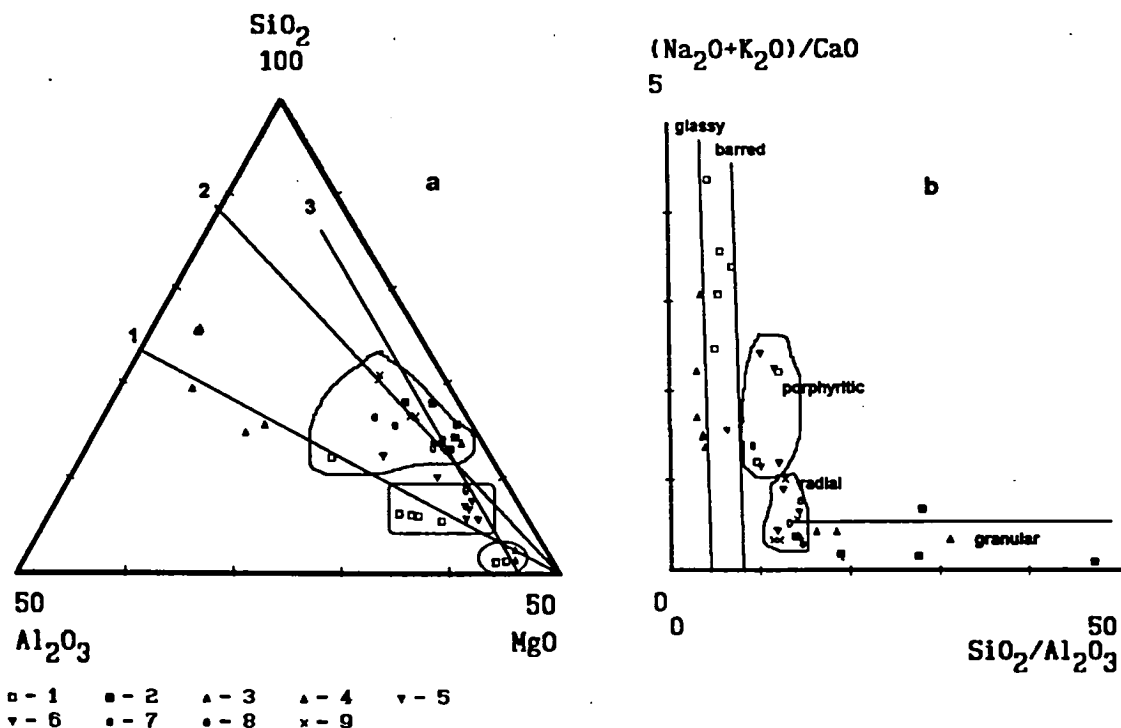 SiO2
100
a
1
2
3
50
50
Al2O3
MgO
(Na2O+K2O)/CaO
5
glassy
barred
b
porphyritic
radial
granular
0
0
50
SiO2/Al2O3
□ - 1 ■ - 2 ▲ - 3 ▲ - 4 ▼ - 5
▼ - 6 ▪ - 7 ● - 8 × - 9